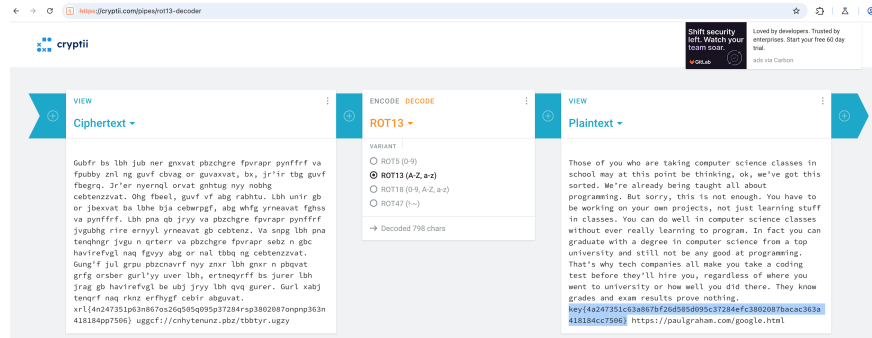 https://cryptii.com/pipes/rot13-decoder
cryptii
Shift security left. Watch your team soar.
GitLab
Loved by developers. Trusted by enterprises. Start your free 60 day trial.
ads via Carbon
VIEW
Ciphertext
Gubfr bs lbh jub ner gnxvat pbzchgre fpvrapr pynffrf va
fpubby znl ng guvf cbvag or guvaxvat, bx, jr'ir tbg guvf
fbegrq. Jr'er nyernql orvat gnhtug nyy nobhg
cebtenzzvat. Ohg fbeel, guvf vf abg rabhtu. Lbh unir gb
or jbexvat ba lbhe bja cebwrpgf, abg whfg yrneavat fghss
va pynffrf. Lbh pna qb jryy va pbzchgre fpvrapr pynffrf
jvgubhg rire ernyyl yrneavat gb cebtenz. Va snpg lbh pna
tenqhngr jvgu n qrterr va pbzchgre fpvrapr sebz n gbc
havirefvgl naq fgvyy abg or nal tbbq ng cebtenzzvat.
Gung'f jul grpu pbzcnavrf nyy znxr lbh gnxr n pbqvat
grfg orsber gurl'yy uver lbh, ertneqyrff bs jurer lbh
jrag gb havirefvgl be ubj jryy lbh qvq gurer. Gurl xabj
tenqrf naq rknz erfhygf cebir abguvat.
xrl{4n247351p63n867os26q505q095p37284rsp3802087onpnp363n
418184pp7506} uggcf://cnhytenunz.pbz/tbbtyr.ugzy
ENCODE DECODE
ROT13
VARIANT
ROT5 (0-9)
ROT13 (A-Z, a-z)
ROT18 (0-9, A-Z, a-z)
ROT47 (!-~)
→ Decoded 798 chars
VIEW
Plaintext
Those of you who are taking computer science classes in
school may at this point be thinking, ok, we've got this
sorted. We're already being taught all about
programming. But sorry, this is not enough. You have to
be working on your own projects, not just learning stuff
in classes. You can do well in computer science classes
without ever really learning to program. In fact you can
graduate with a degree in computer science from a top
university and still not be any good at programming.
That's why tech companies all make you take a coding
test before they'll hire you, regardless of where you
went to university or how well you did there. They know
grades and exam results prove nothing.
key{4a247351c63a867bf26d505d095c37284efc3802087bacac363a
418184cc7506} https://paulgraham.com/google.html